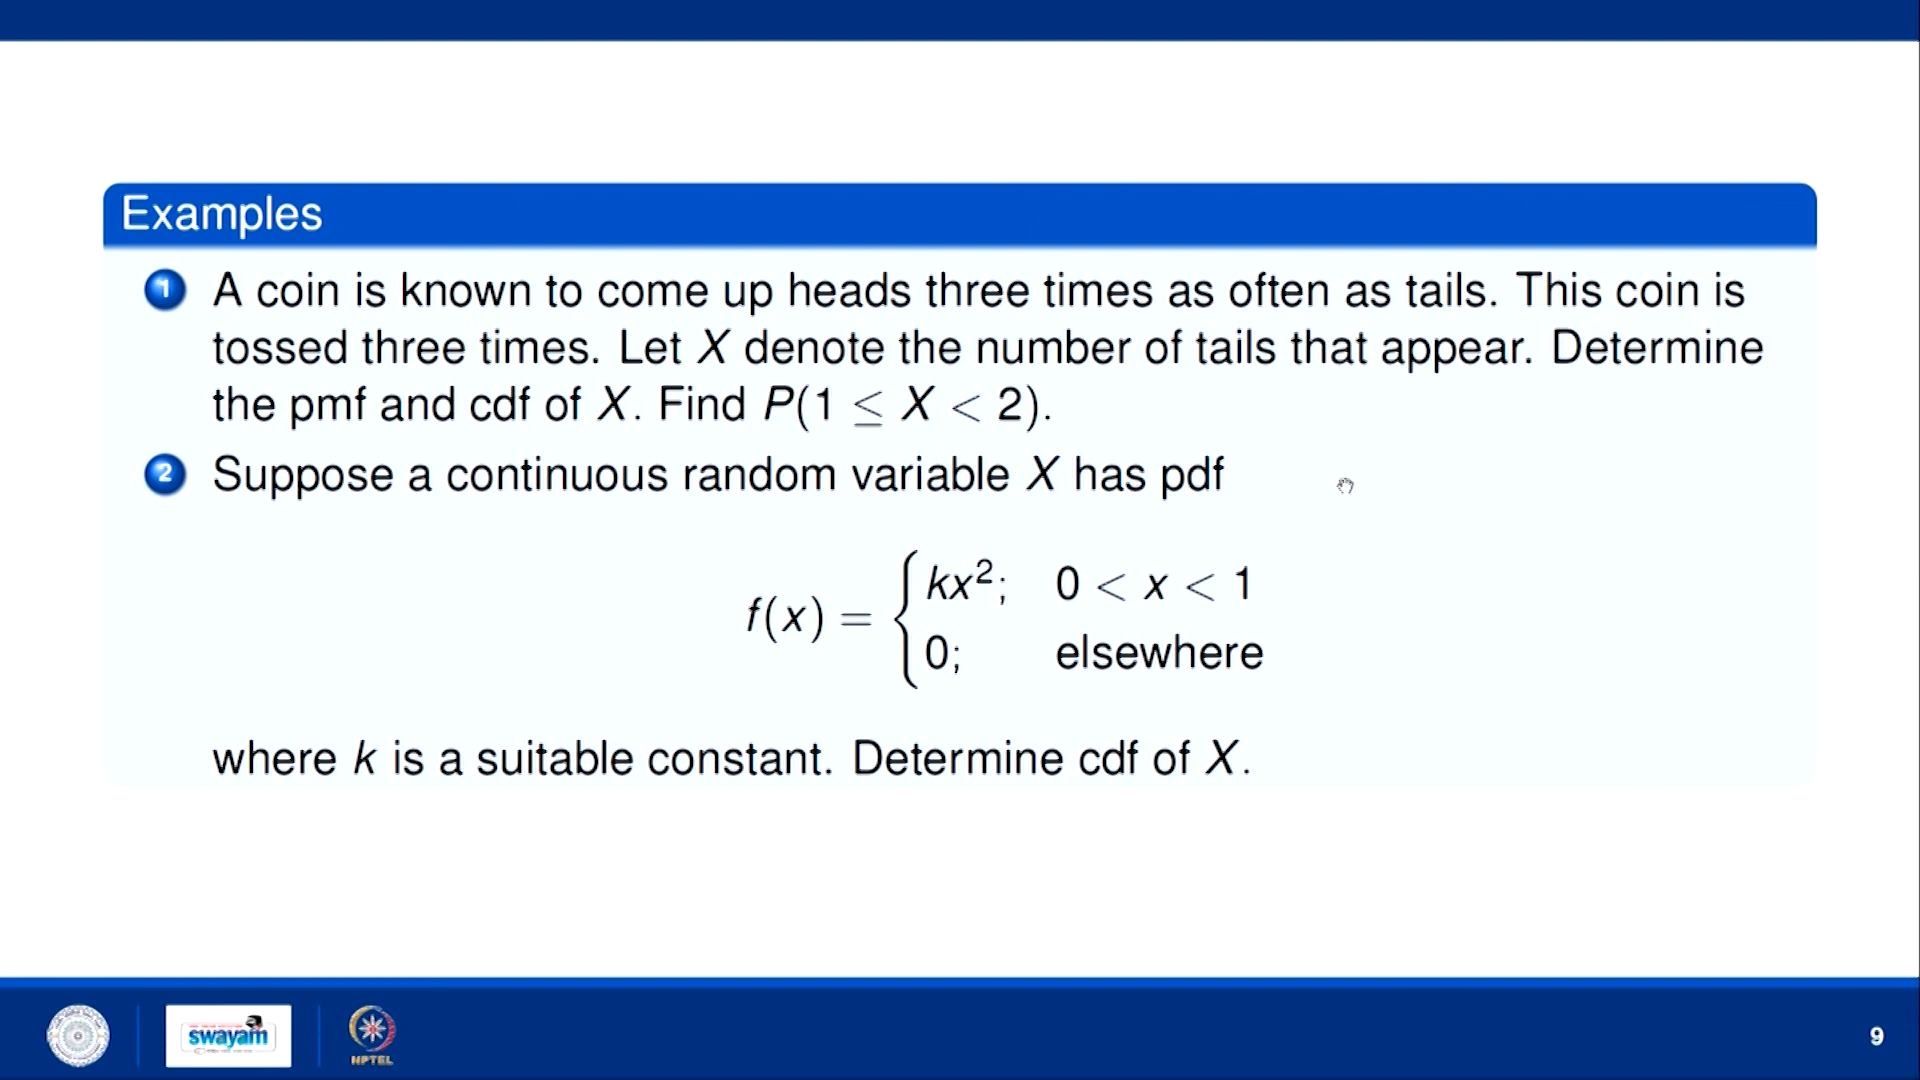 Examples
1 A coin is known to come up heads three times as often as tails. This coin is
tossed three times. Let X denote the number of tails that appear. Determine
the pmf and cdf of X. Find P(1 ≤ X < 2).
2 Suppose a continuous random variable X has pdf
f(x) = { kx²; 0 < x < 1
0; elsewhere
where k is a suitable constant. Determine cdf of X.
swayam
NPTEL
9